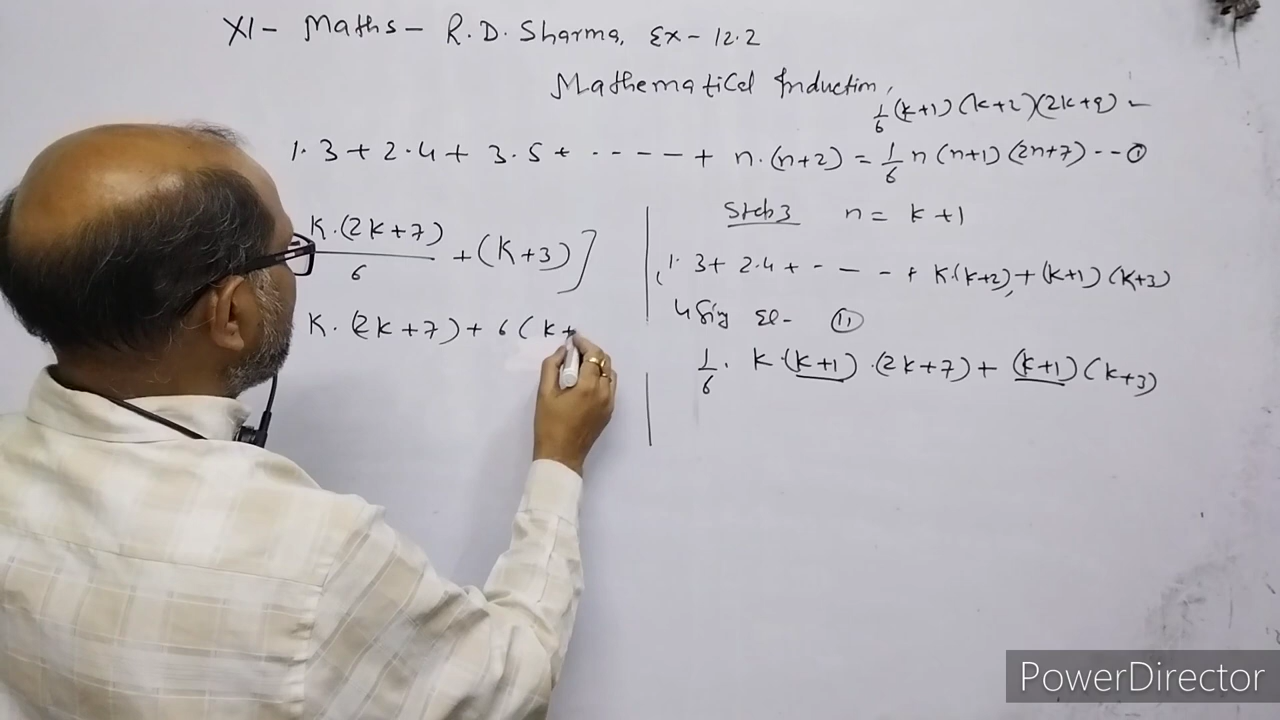 XI- Maths- R.D. Sharma, Ex- 12.2
Mathematical Induction,
1/6 (k+1)(k+2)(2k+9) -
1.3 + 2.4 + 3.5 + ----- + n.(n+2) = 1/6 n(n+1)(2n+7) --①
K.(2k+7)/6 + (K+3)]
K.(2k+7)+6(k+
Steb3 n = k+1
1.3+2.4+ - - - + K.(k+2)+(k+1)(k+3)
using Eq- ⑪
1/6. k.(k+1).(2k+7)+(k+1)(k+3)
PowerDirector